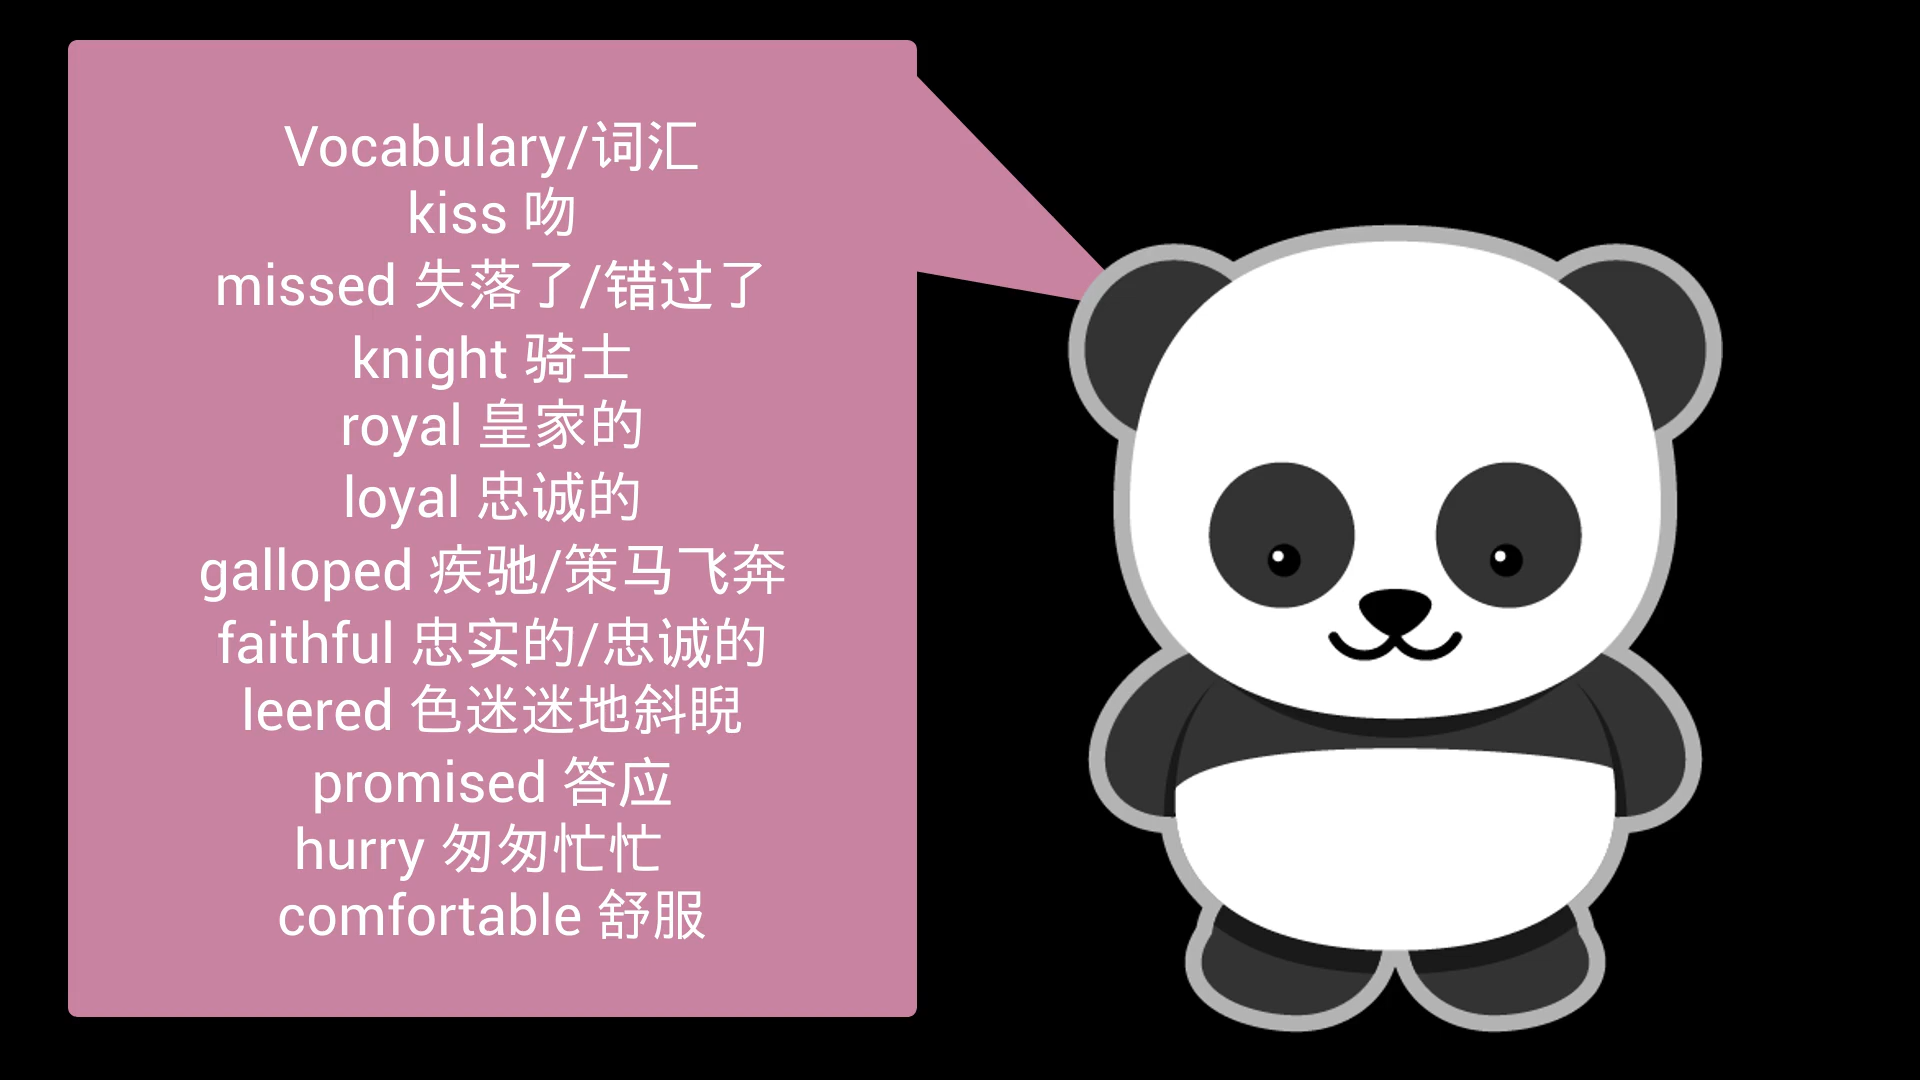 Vocabulary/词汇
kiss 吻
missed 失落了/错过了
knight 骑士
royal 皇家的
loyal 忠诚的
galloped 疾驰/策马飞奔
faithful 忠实的/忠诚的
leered 色迷迷地斜睨
promised 答应
hurry 匆匆忙忙
comfortable 舒服